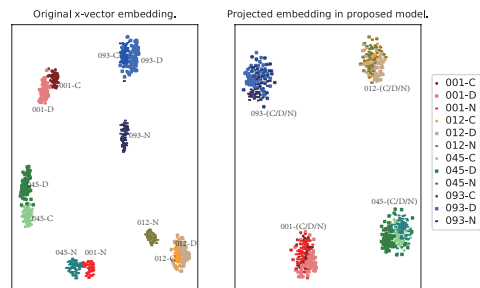 Original x-vector embedding.
093-C
093-D
001-C
001-D
093-N
045-D
045-C
012-N
012-D
012-C
045-N
001-N
Projected embedding in proposed model.
012-(C/D/N)
093-(C/D/N)
045-(C/D/N)
001-(C/D/N)
001-C
001-D
001-N
012-C
012-D
012-N
045-C
045-D
045-N
093-C
093-D
093-N